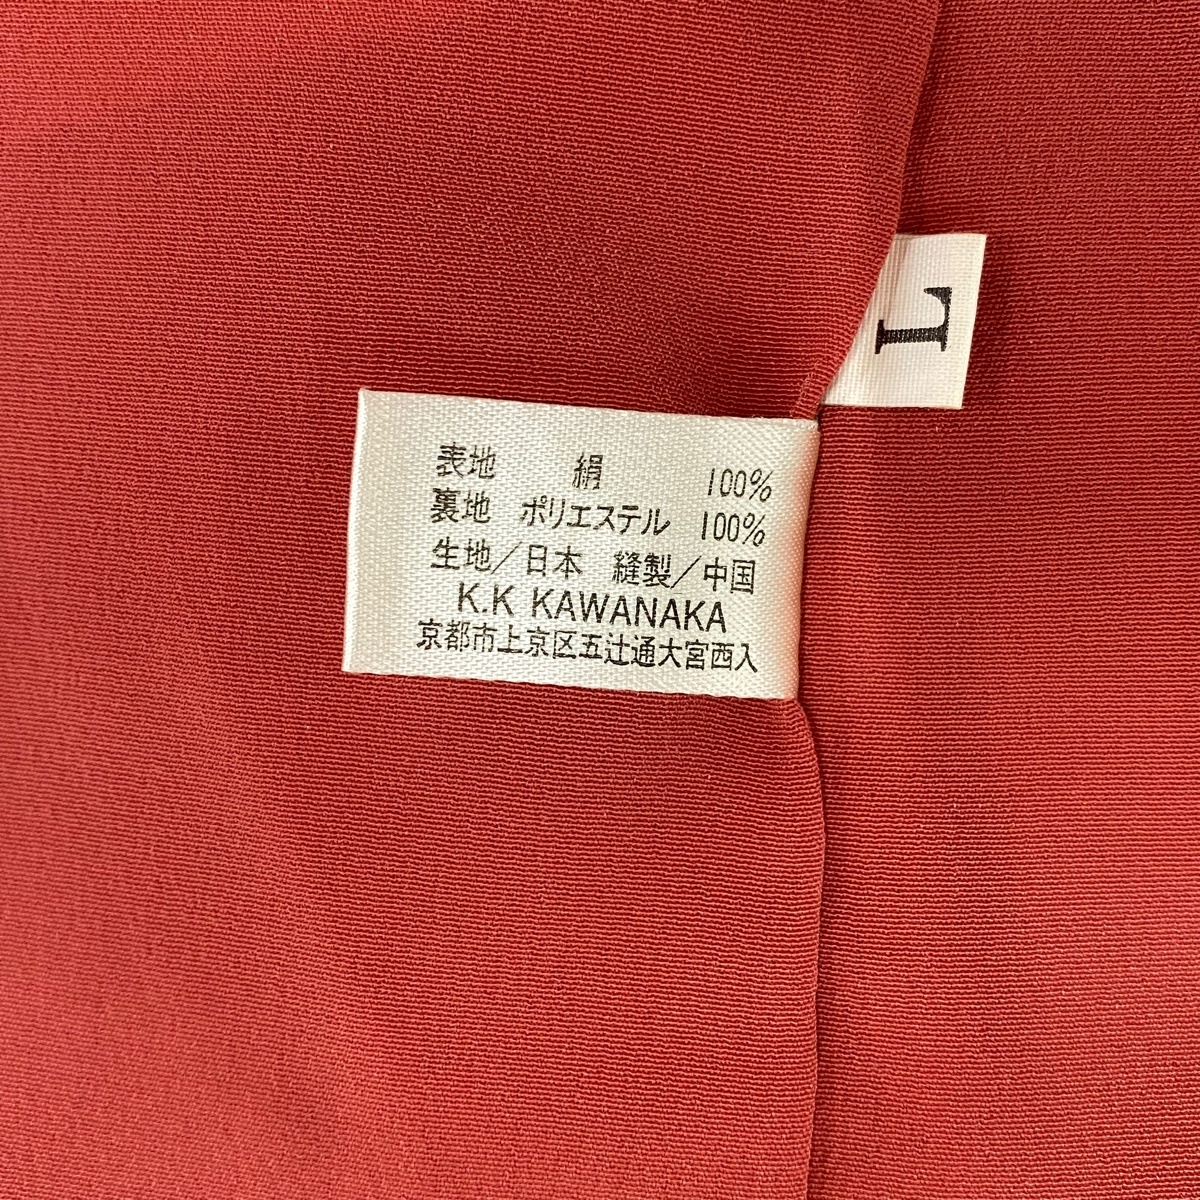 L
表地 絹 100%
裏地 ポリエステル 100%
生地/日本 縫製/中国
K.K KAWANAKA
京都市上京区五辻通大宮西入